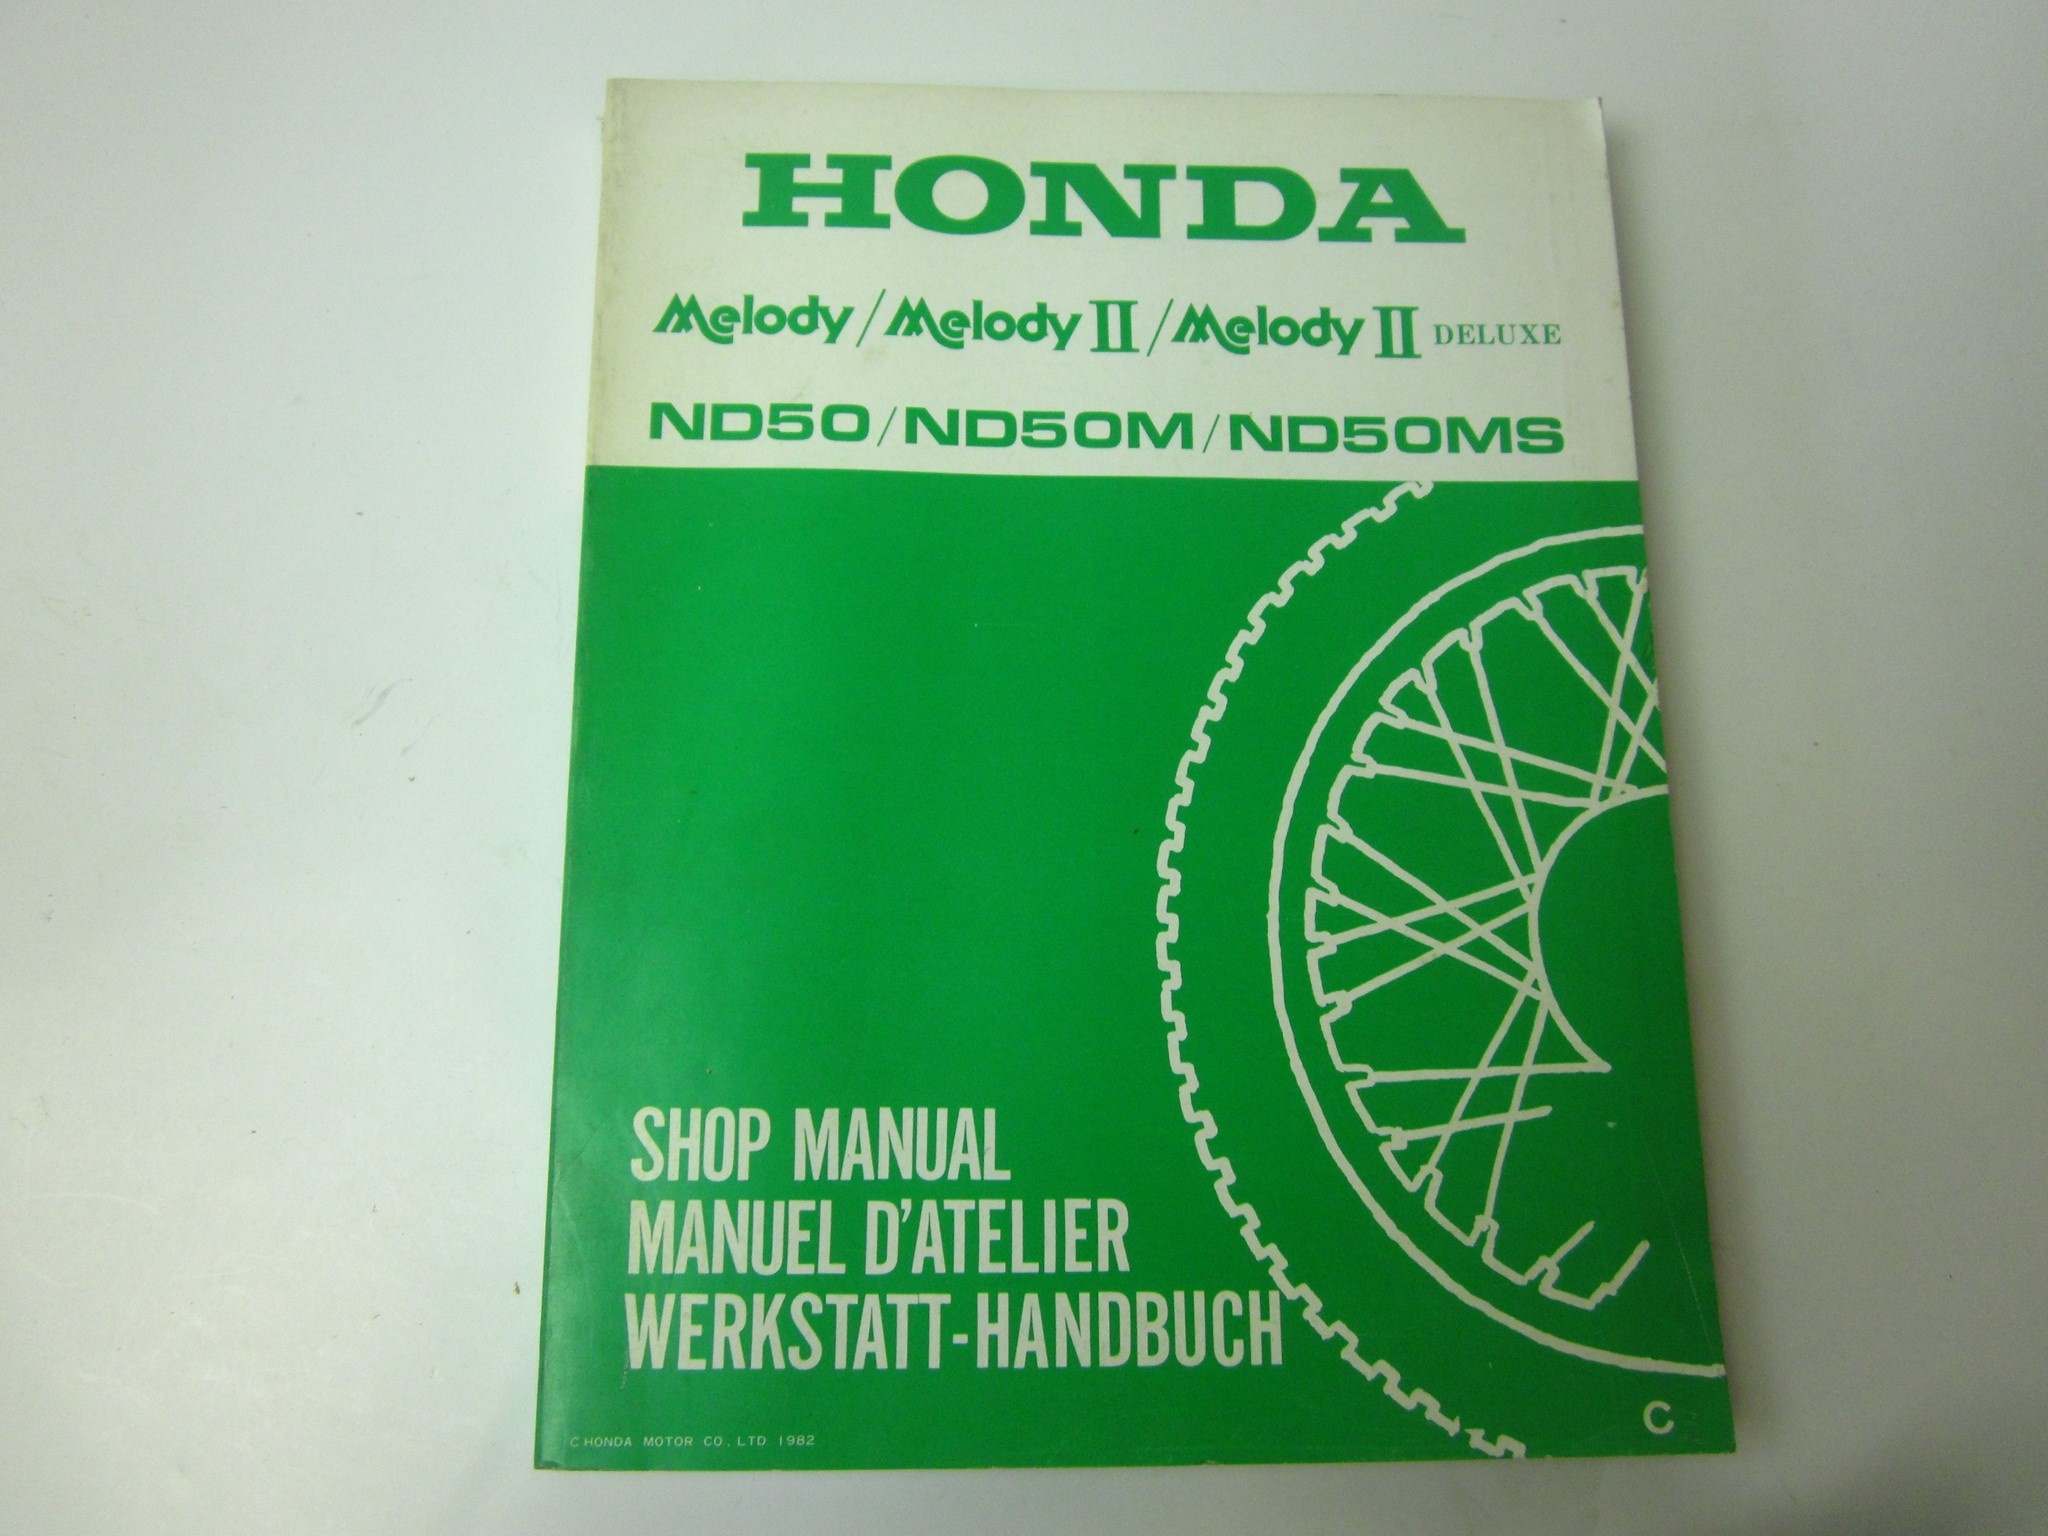 HONDA
Melody/Melody II/Melody II DELUXE
ND50/ND50M/ND50MS
SHOP MANUAL
MANUEL D'ATELIER
WERKSTATT-HANDBUCH
C HONDA MOTOR CO., LTD 1982
C